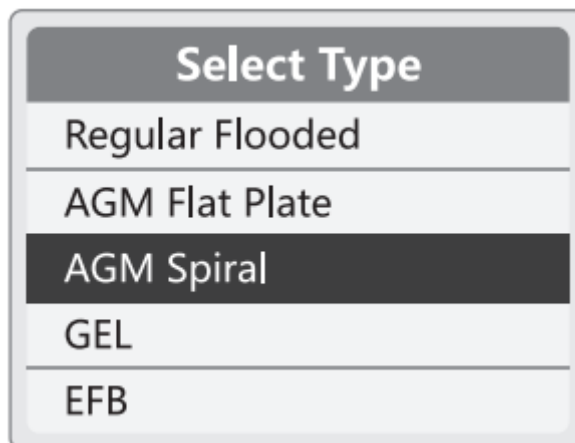 Select Type
Regular Flooded
AGM Flat Plate
AGM Spiral
GEL
EFB